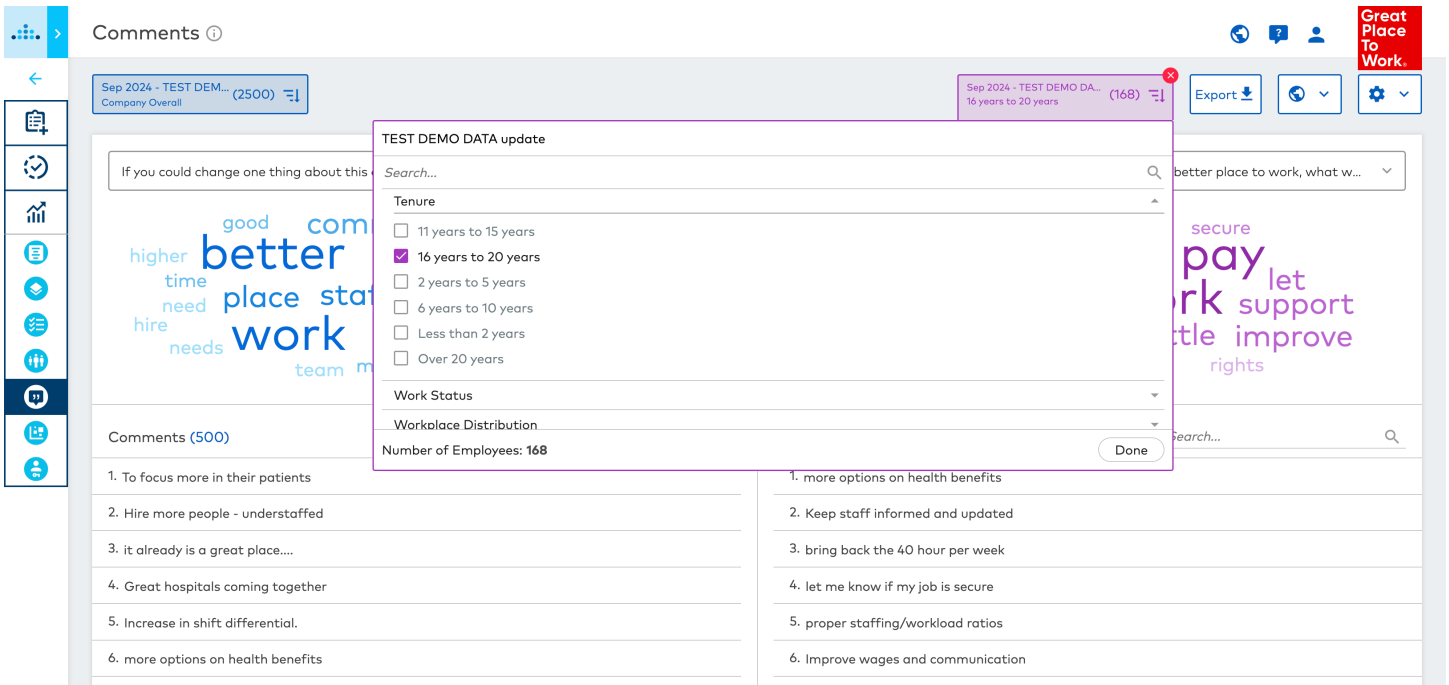 Comments
Great
Place
To
Work.
Sep 2024 - TEST DEM...
Company Overall
(2500)
Sep 2024 - TEST DEMO DA...
16 years to 20 years
(168)
Export
TEST DEMO DATA update
If you could change one thing about this
better place to work, what w...
Search...
Tenure
11 years to 15 years
16 years to 20 years
2 years to 5 years
6 years to 10 years
Less than 2 years
Over 20 years
Work Status
Workplace Distribution
Number of Employees: 168
Done
good
higher
better
time
place
need
hire
work
needs
team
secure
pay
let
support
improve
rights
Comments (500)
Search...
1. To focus more in their patients
2. Hire more people - understaffed
3. it already is a great place....
4. Great hospitals coming together
5. Increase in shift differential.
6. more options on health benefits
1. more options on health benefits
2. Keep staff informed and updated
3. bring back the 40 hour per week
4. let me know if my job is secure
5. proper staffing/workload ratios
6. Improve wages and communication